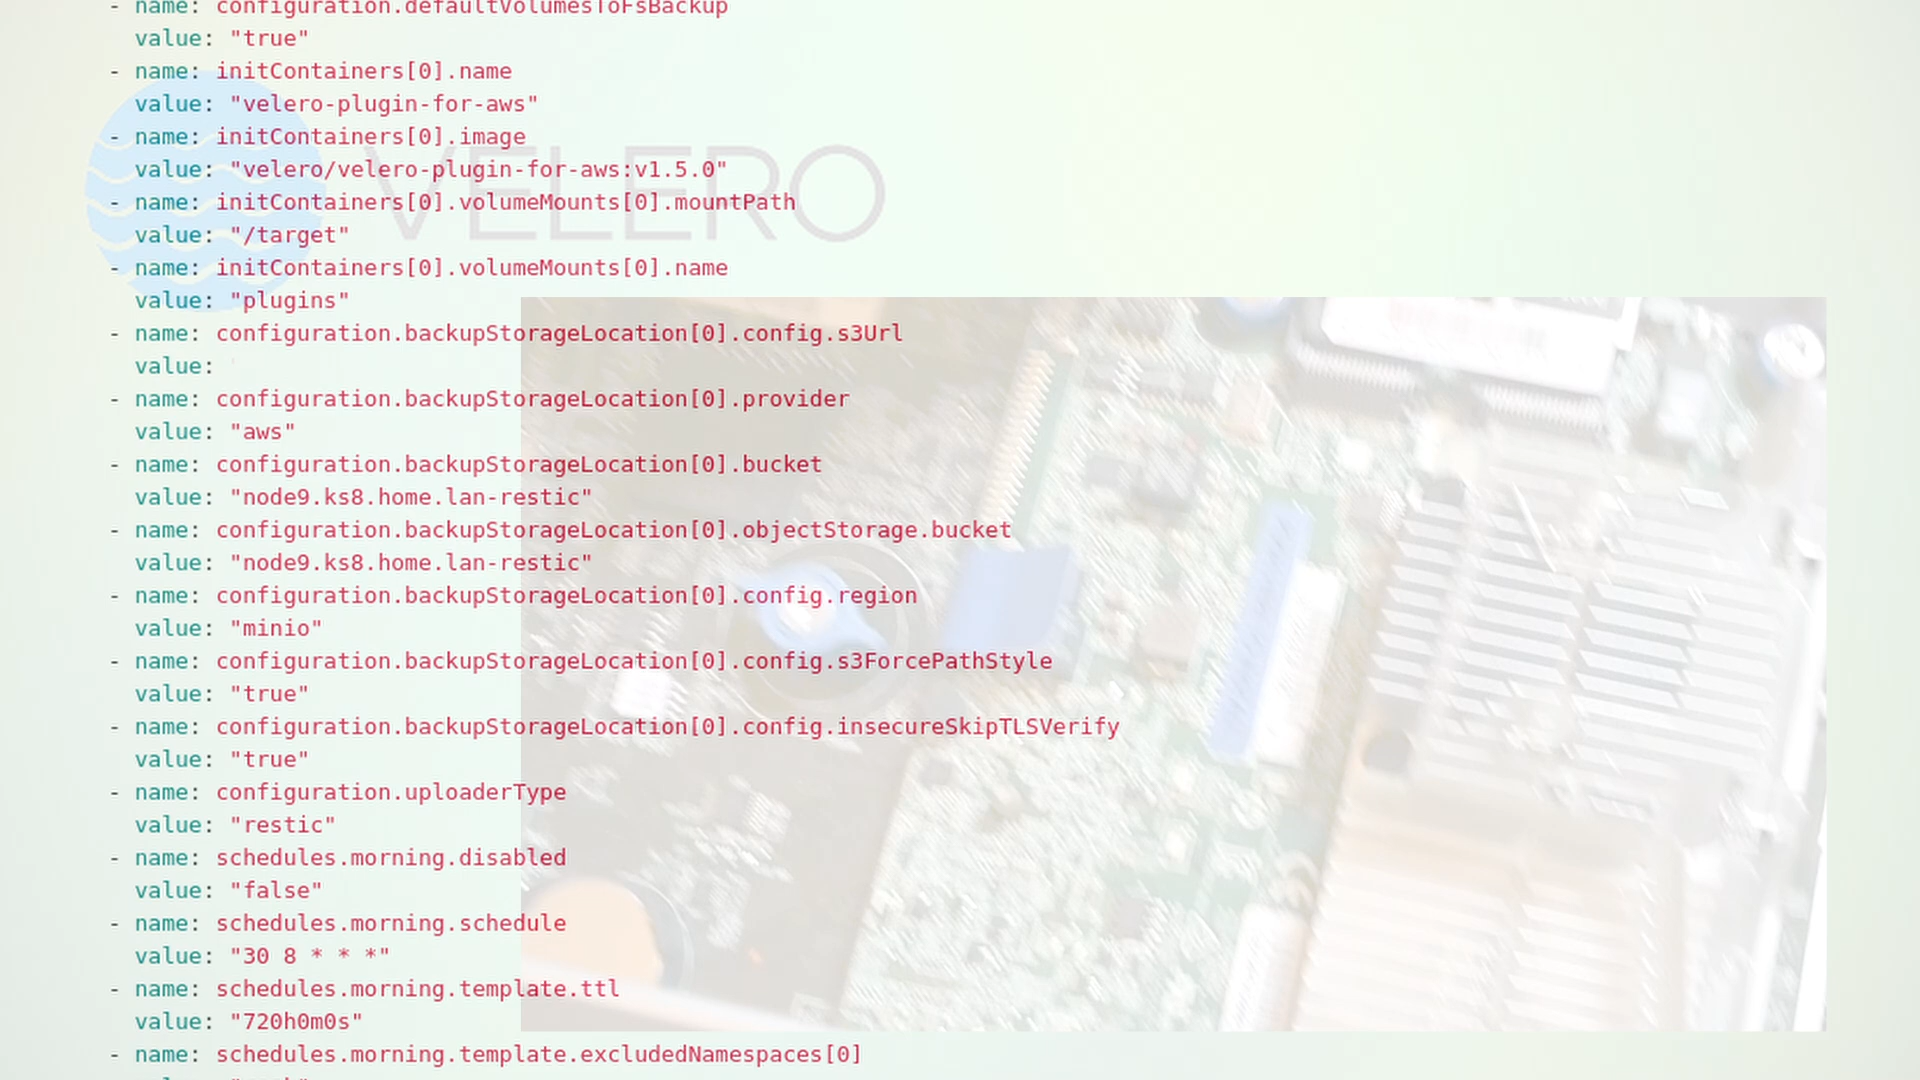 - name: configuration.defaultVolumesToFsBackup
value: "true"
- name: initContainers[0].name
value: "velero-plugin-for-aws"
- name: initContainers[0].image
value: "velero/velero-plugin-for-aws:v1.5.0"
- name: initContainers[0].volumeMounts[0].mountPath
value: "/target"
- name: initContainers[0].volumeMounts[0].name
value: "plugins"
- name: configuration.backupStorageLocation[0].config.s3Url
value:
- name: configuration.backupStorageLocation[0].provider
value: "aws"
- name: configuration.backupStorageLocation[0].bucket
value: "node9.ks8.home.lan-restic"
- name: configuration.backupStorageLocation[0].objectStorage.bucket
value: "node9.ks8.home.lan-restic"
- name: configuration.backupStorageLocation[0].config.region
value: "minio"
- name: configuration.backupStorageLocation[0].config.s3ForcePathStyle
value: "true"
- name: configuration.backupStorageLocation[0].config.insecureSkipTLSVerify
value: "true"
- name: configuration.uploaderType
value: "restic"
- name: schedules.morning.disabled
value: "false"
- name: schedules.morning.schedule
value: "30 8 * * *"
- name: schedules.morning.template.ttl
value: "720h0m0s"
- name: schedules.morning.template.excludedNamespaces[0]
VELERO